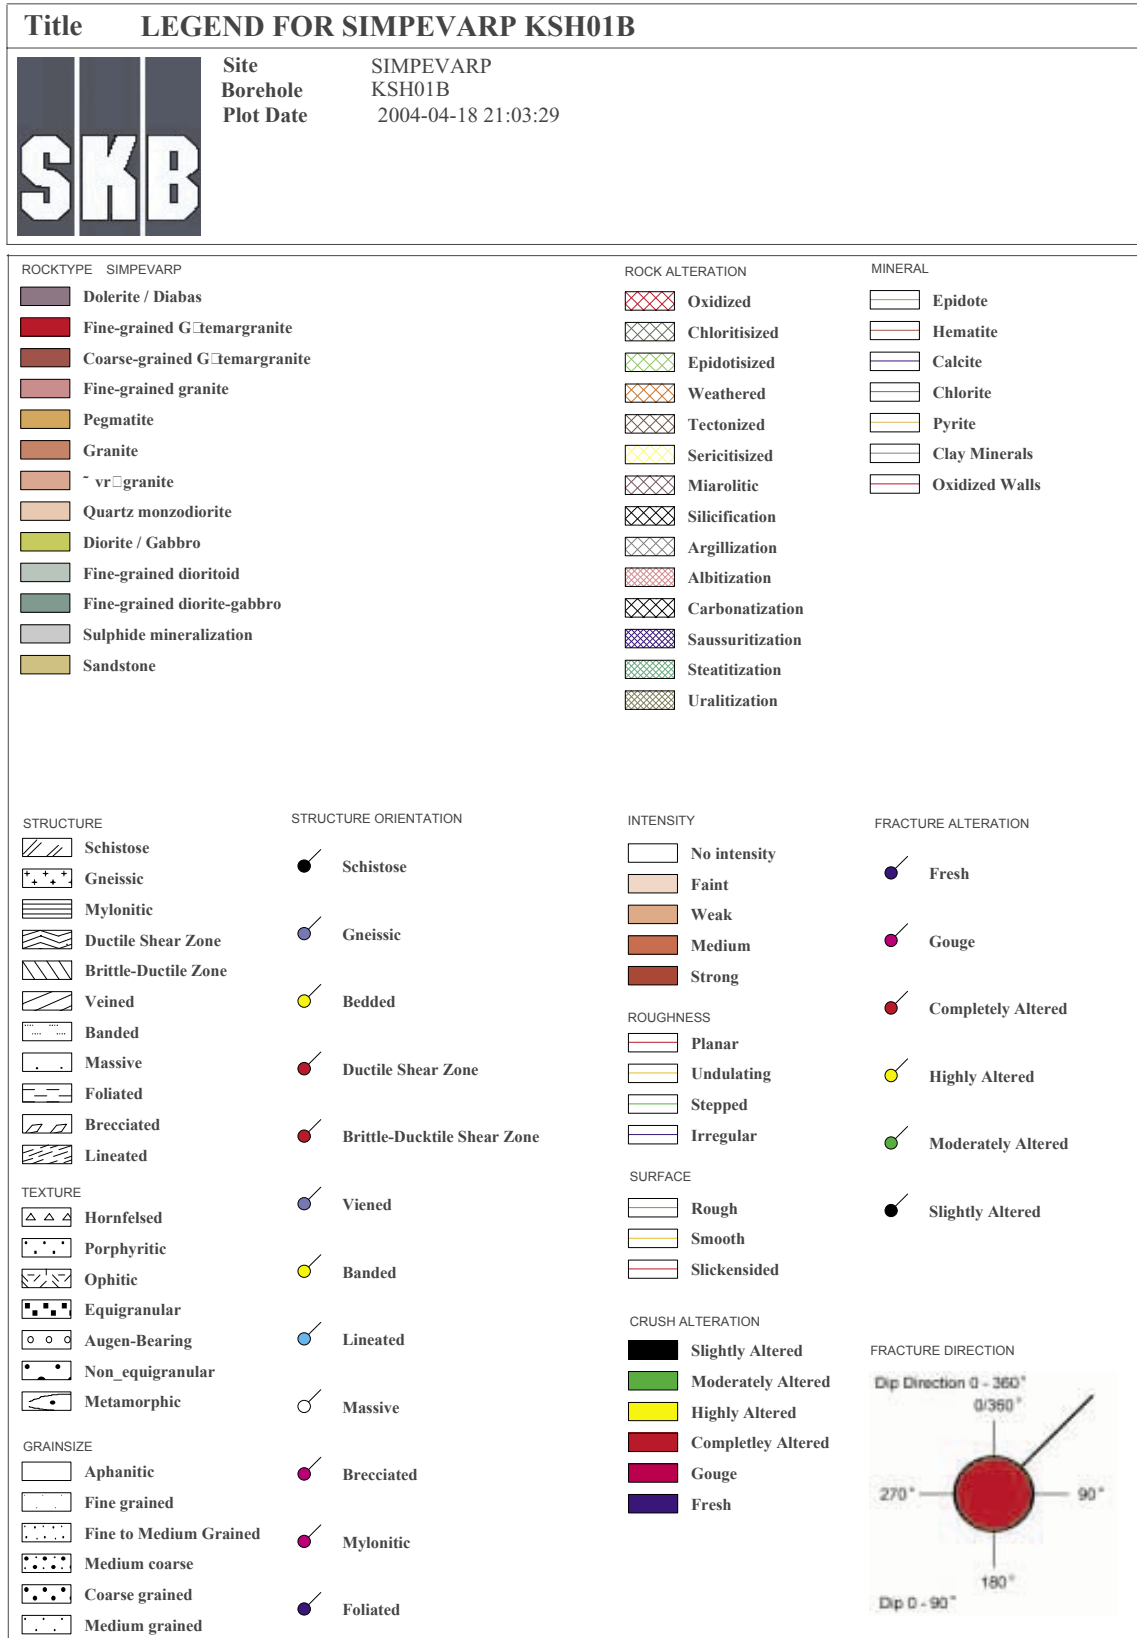 Title LEGEND FOR SIMPEVARP KSH01B
SKB
Site SIMPEVARP
Borehole KSH01B
Plot Date 2004-04-18 21:03:29
ROCKTYPE SIMPEVARP
Dolerite / Diabas
Fine-grained G□temargranite
Coarse-grained G□temargranite
Fine-grained granite
Pegmatite
Granite
¯ vr□granite
Quartz monzodiorite
Diorite / Gabbro
Fine-grained dioritoid
Fine-grained diorite-gabbro
Sulphide mineralization
Sandstone
ROCK ALTERATION
Oxidized
Chloritisized
Epidotisized
Weathered
Tectonized
Sericitisized
Miarolitic
Silicification
Argillization
Albitization
Carbonatization
Saussuritization
Steatitization
Uralitization
MINERAL
Epidote
Hematite
Calcite
Chlorite
Pyrite
Clay Minerals
Oxidized Walls
STRUCTURE
Schistose
Gneissic
Mylonitic
Ductile Shear Zone
Brittle-Ductile Zone
Veined
Banded
Massive
Foliated
Brecciated
Lineated
TEXTURE
Hornfelsed
Porphyritic
Ophitic
Equigranular
Augen-Bearing
Non_equigranular
Metamorphic
GRAINSIZE
Aphanitic
Fine grained
Fine to Medium Grained
Medium coarse
Coarse grained
Medium grained
STRUCTURE ORIENTATION
Schistose
Gneissic
Bedded
Ductile Shear Zone
Brittle-Ducktile Shear Zone
Viened
Banded
Lineated
Massive
Brecciated
Mylonitic
Foliated
INTENSITY
No intensity
Faint
Weak
Medium
Strong
ROUGHNESS
Planar
Undulating
Stepped
Irregular
SURFACE
Rough
Smooth
Slickensided
CRUSH ALTERATION
Slightly Altered
Moderately Altered
Highly Altered
Completley Altered
Gouge
Fresh
FRACTURE ALTERATION
Fresh
Gouge
Completely Altered
Highly Altered
Moderately Altered
Slightly Altered
FRACTURE DIRECTION
Dip Direction 0 - 360°
0/360°
270°
90°
180°
Dip 0 - 90°